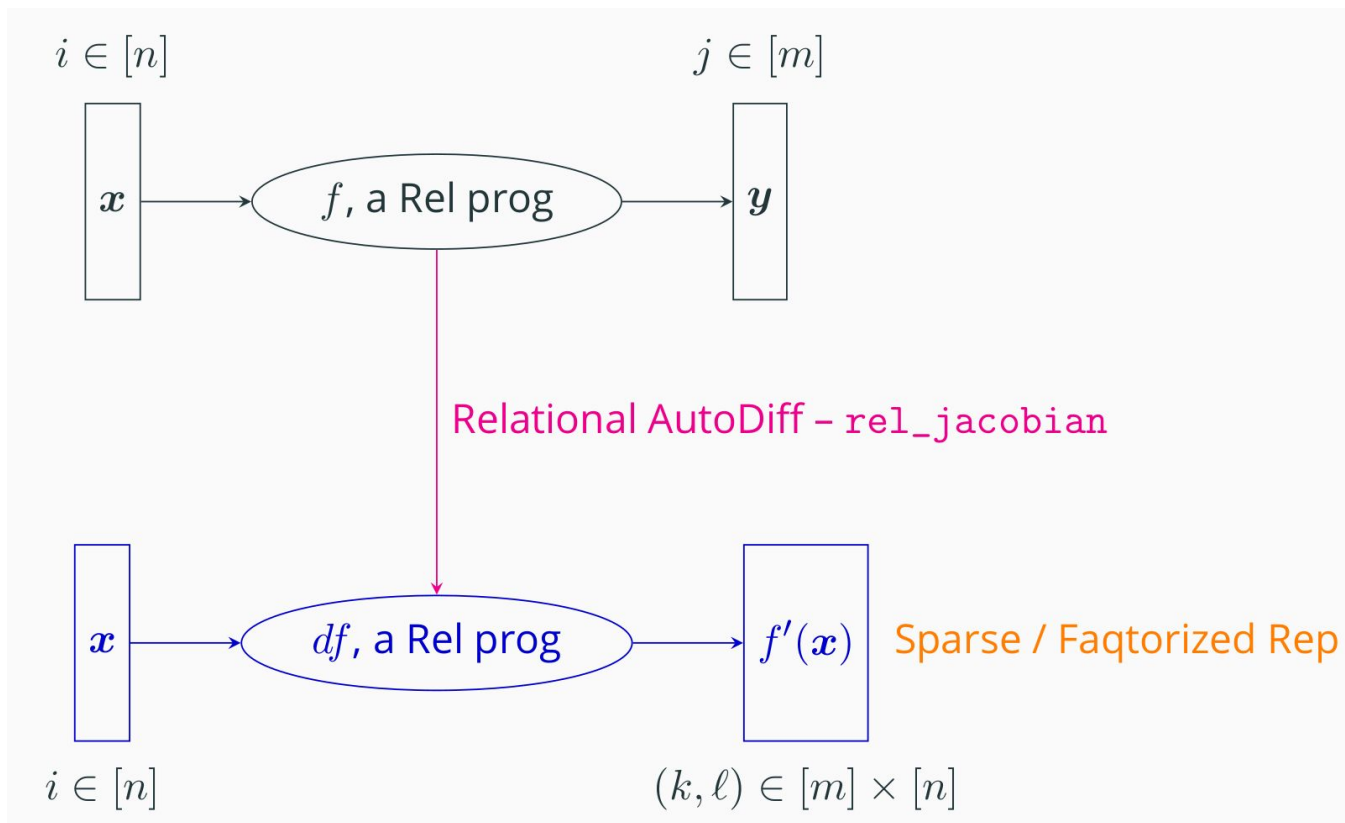 i ∈ [n]
j ∈ [m]
x
f, a Rel prog
y
Relational AutoDiff – rel_jacobian
x
df, a Rel prog
f′(x)
Sparse / Faqtorized Rep
i ∈ [n]
(k, ℓ) ∈ [m] × [n]